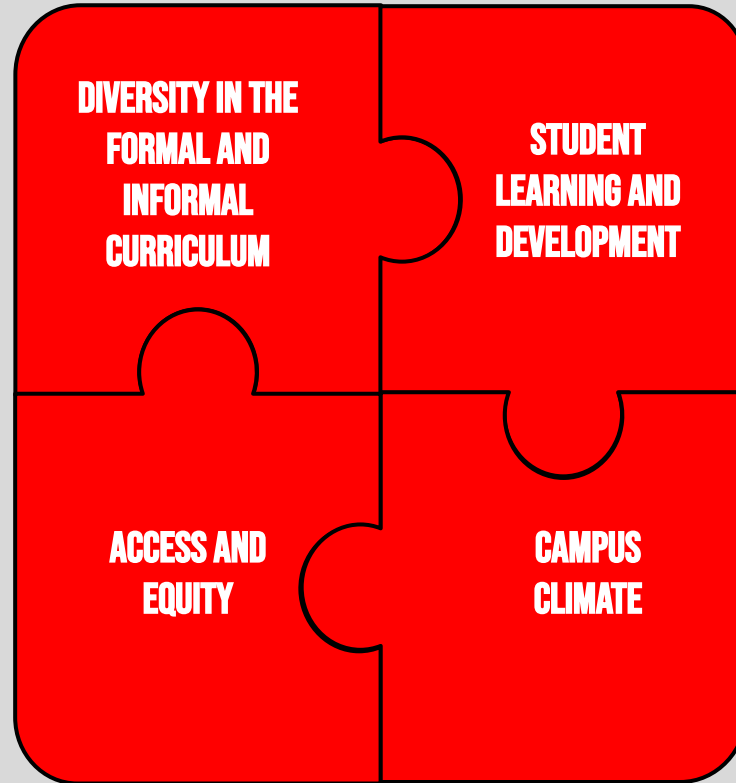 DIVERSITY IN THE
FORMAL AND
INFORMAL
CURRICULUM
STUDENT
LEARNING AND
DEVELOPMENT
ACCESS AND
EQUITY
CAMPUS
CLIMATE